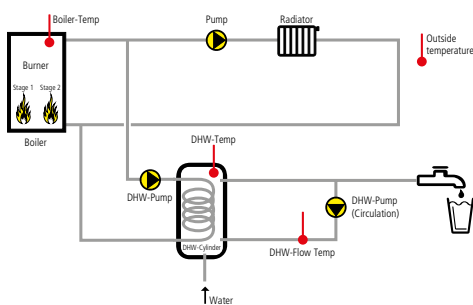 Boiler-Temp
Pump
Radiator
Outside
temperature
Burner
Stage 1
Stage 2
Boiler
DHW-Temp
DHW-Pump
DHW-Pump
(Circulation)
DHW-Cylinder
DHW-Flow Temp
Water